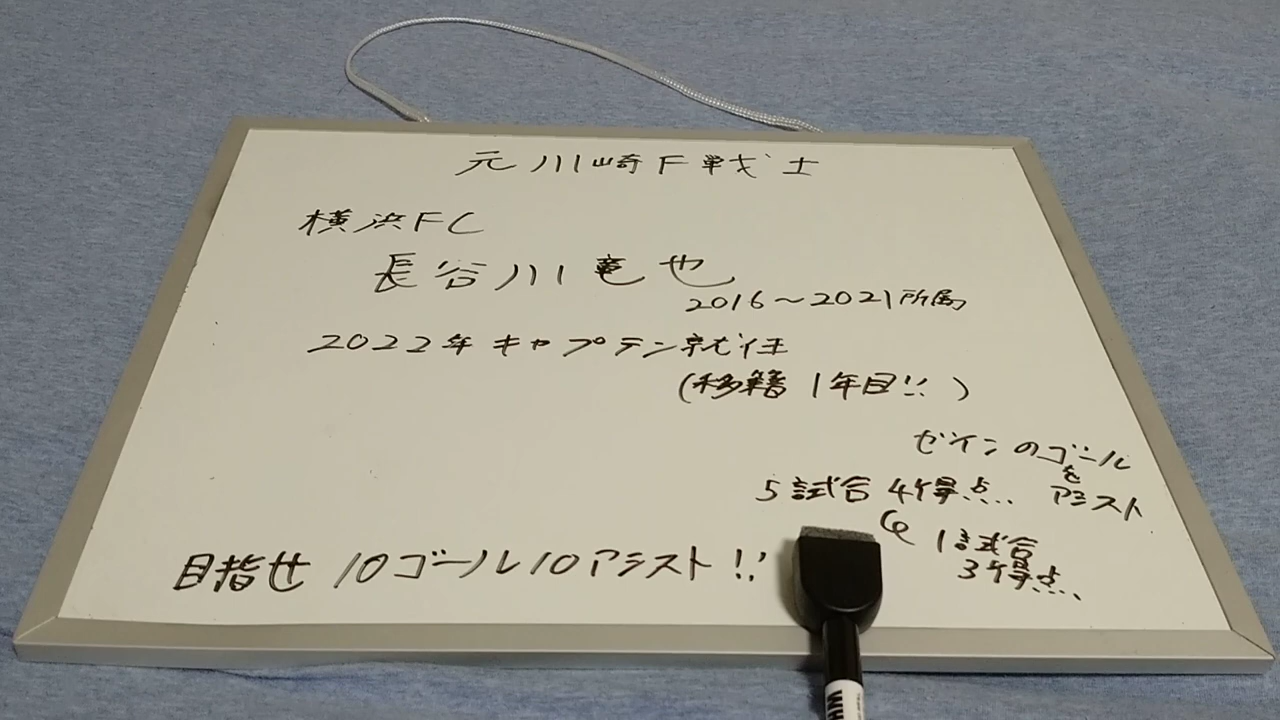 元川崎F戦士
横浜FC
長谷川竜也
2016～2021所属
2022年キャプテン就任
(移籍1年目!!)
ゼインのゴール
を
アシスト
5試合4得点...
1試合
3得点...
目指せ10ゴール10アシスト!!
WH